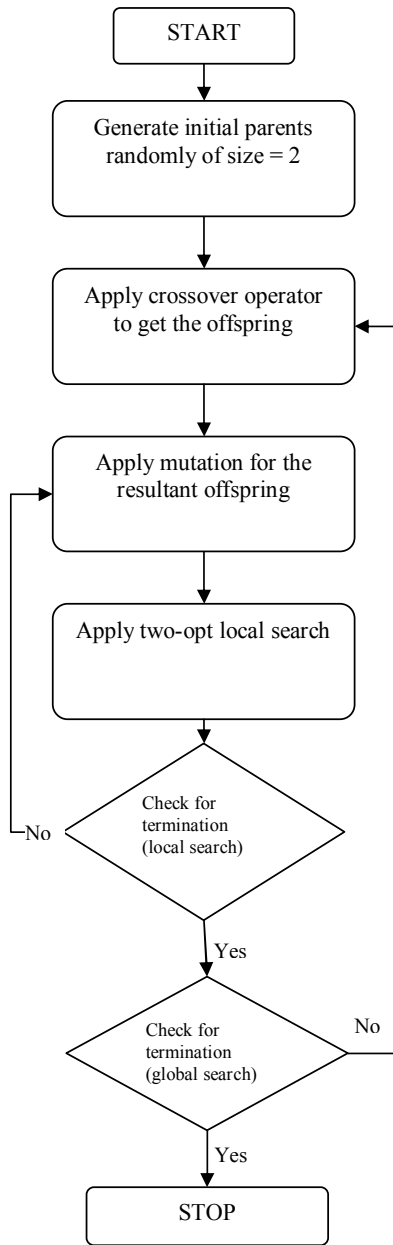 START
Generate initial parents
randomly of size = 2
Apply crossover operator
to get the offspring
Apply mutation for the
resultant offspring
Apply two-opt local search
Check for
termination
(local search)
No
Yes
Check for
termination
(global search)
No
Yes
STOP